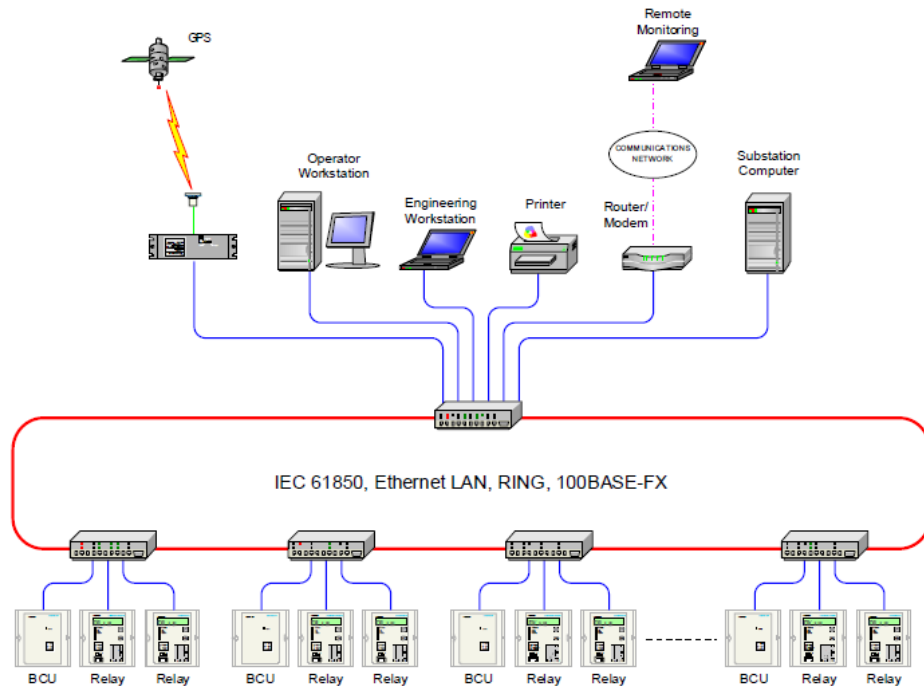 GPS
Remote
Monitoring
COMMUNICATIONS
NETWORK
Operator
Workstation
Engineering
Workstation
Printer
Router/
Modem
Substation
Computer
IEC 61850, Ethernet LAN, RING, 100BASE-FX
BCU Relay Relay BCU Relay Relay BCU Relay Relay BCU Relay Relay